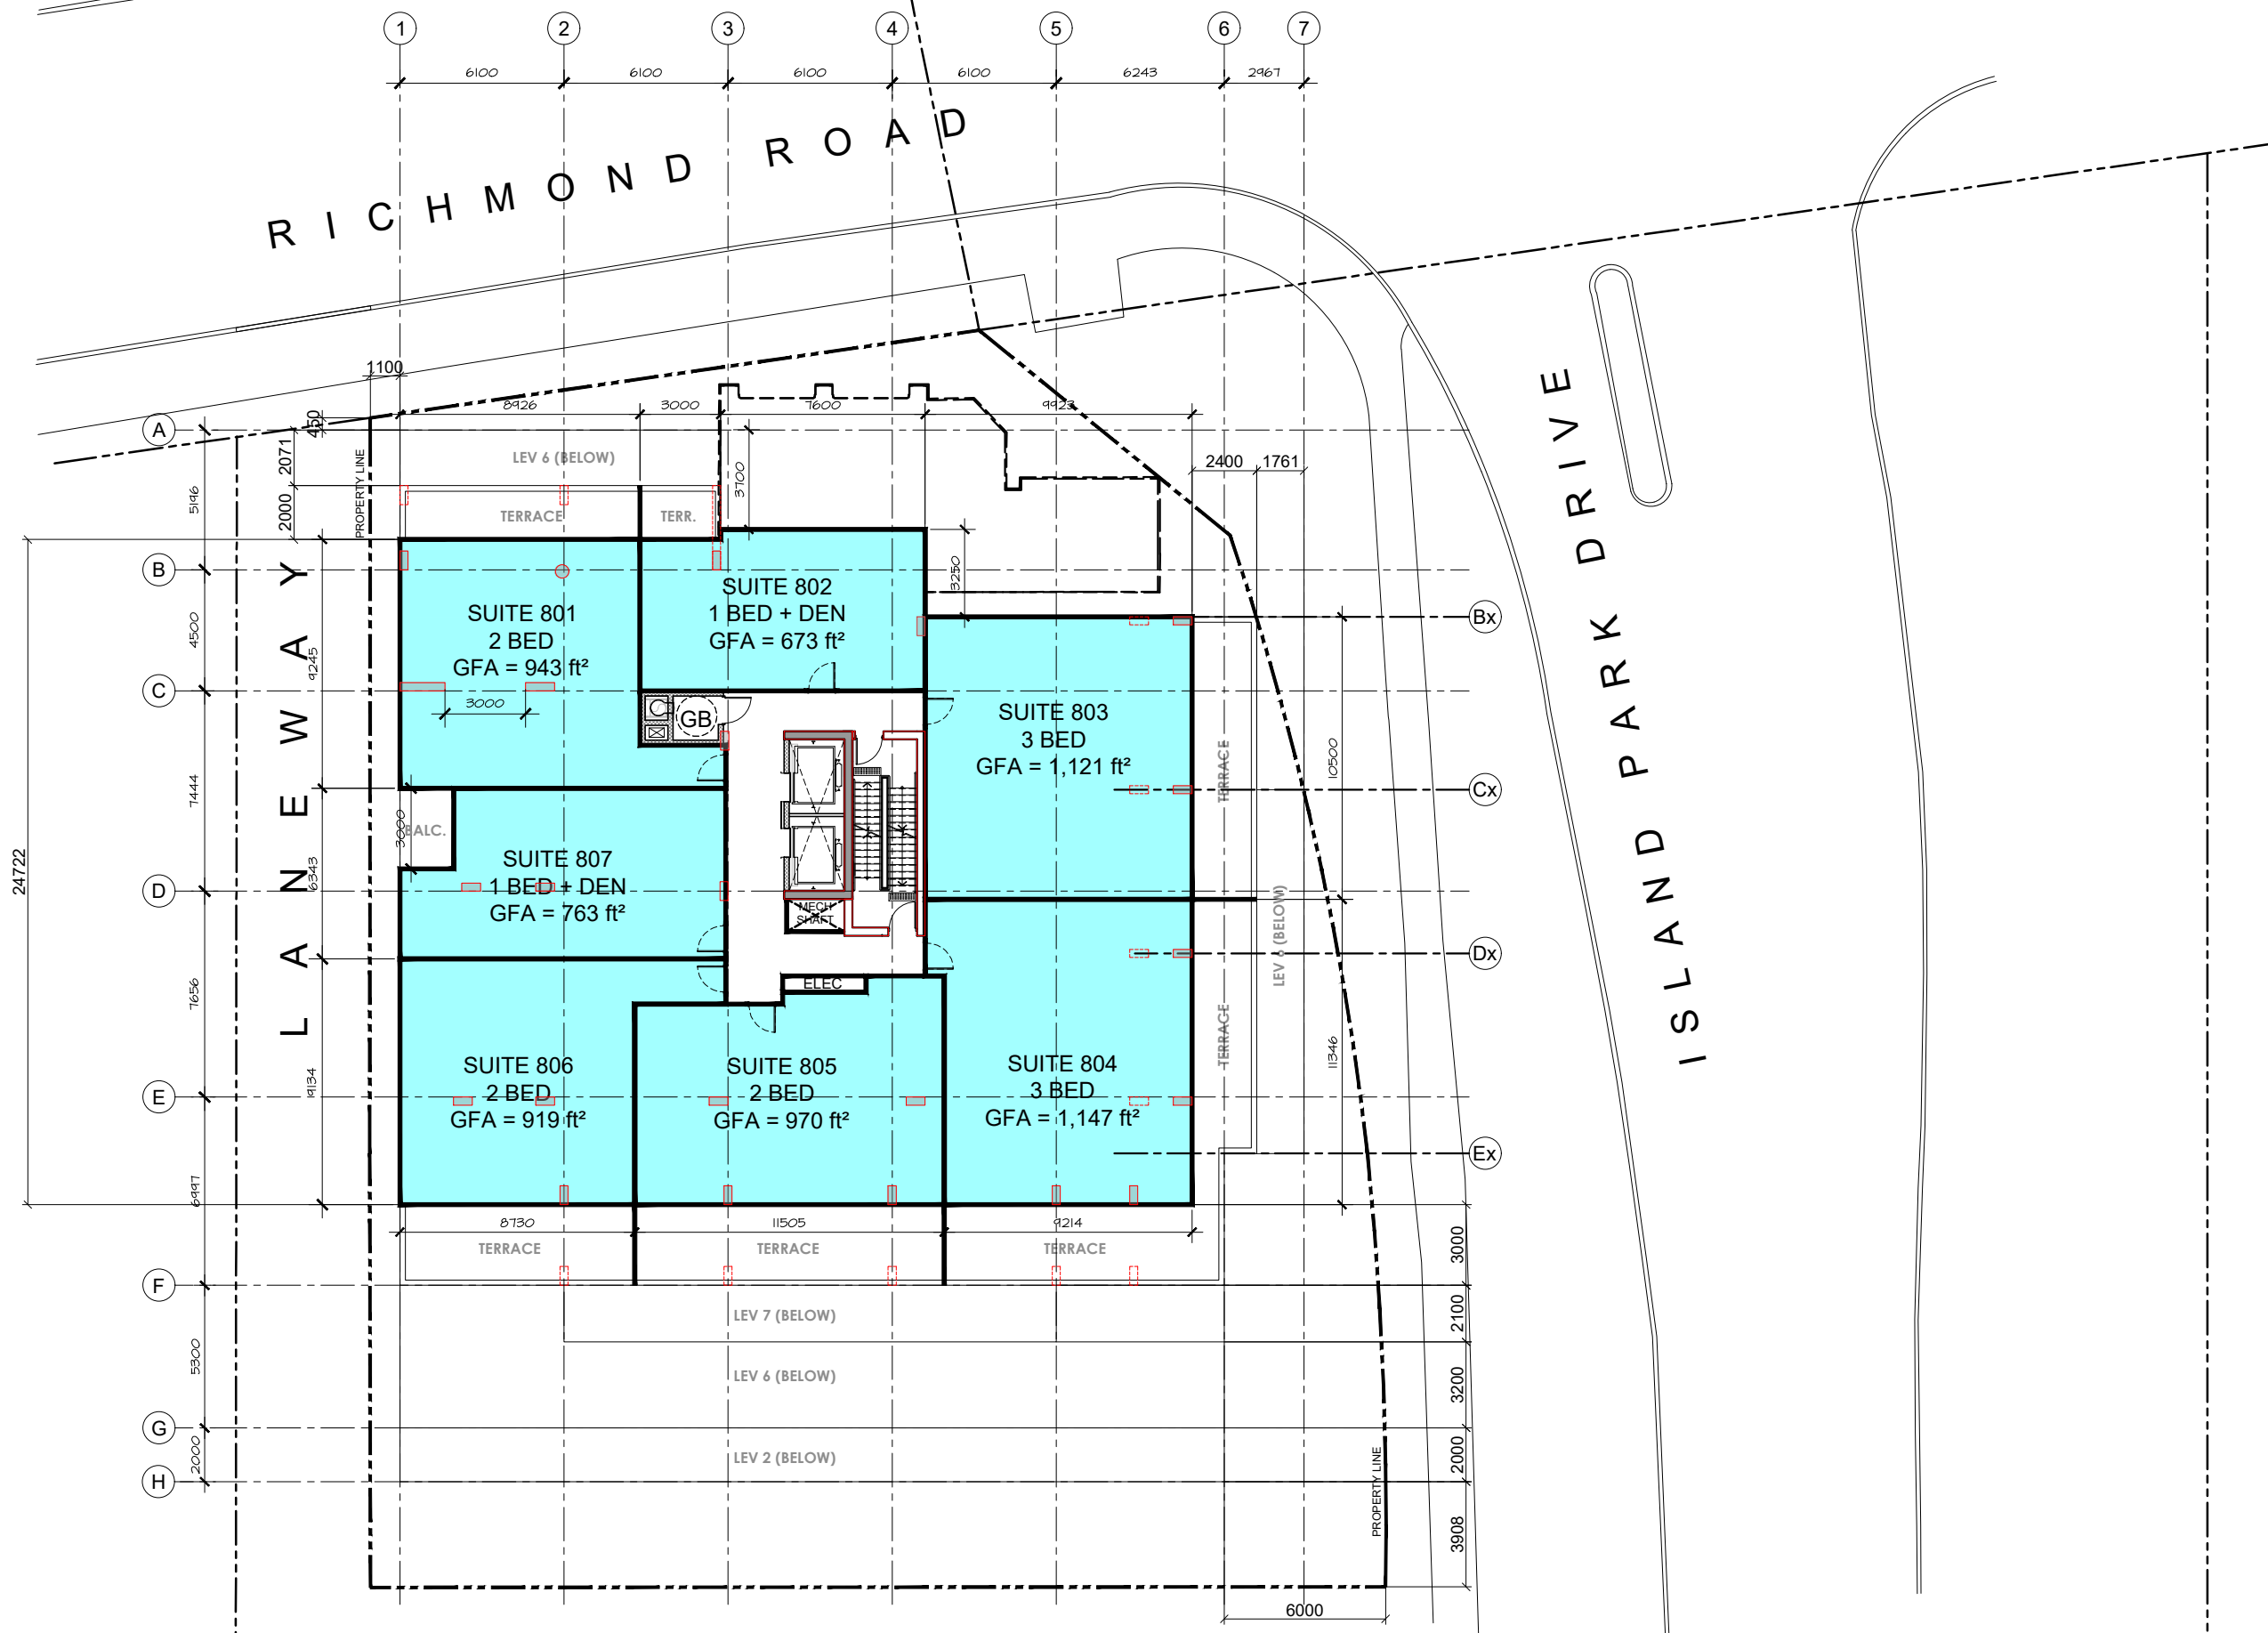 1
2
3
4
5
6
7
6100
6100
6100
6100
6243
2967
RICHMOND ROAD
ISLAND PARK DRIVE
LANEWAY
1100
450
8926
3000
7600
9923
A
2071
LEV 6 (BELOW)
PROPERTY LINE
3700
2400
1761
5196
2000
TERRACE
TERR.
B
3250
SUITE 801
2 BED
GFA = 943 ft²
SUITE 802
1 BED + DEN
GFA = 673 ft²
Bx
4500
9245
C
3000
GB
SUITE 803
3 BED
GFA = 1,121 ft²
TERRACE
10500
7444
Cx
3000
BALC.
24722
6343
SUITE 807
1 BED + DEN
GFA = 763 ft²
D
MECH
SHAFT
LEV 6 (BELOW)
Dx
7656
ELEC
TERRACE
11346
9134
SUITE 806
2 BED
GFA = 919 ft²
SUITE 805
2 BED
GFA = 970 ft²
SUITE 804
3 BED
GFA = 1,147 ft²
E
Ex
6997
8730
11505
9214
TERRACE
TERRACE
TERRACE
3000
F
LEV 7 (BELOW)
2100
5300
LEV 6 (BELOW)
3200
G
2000
LEV 2 (BELOW)
2000
H
PROPERTY LINE
3908
6000